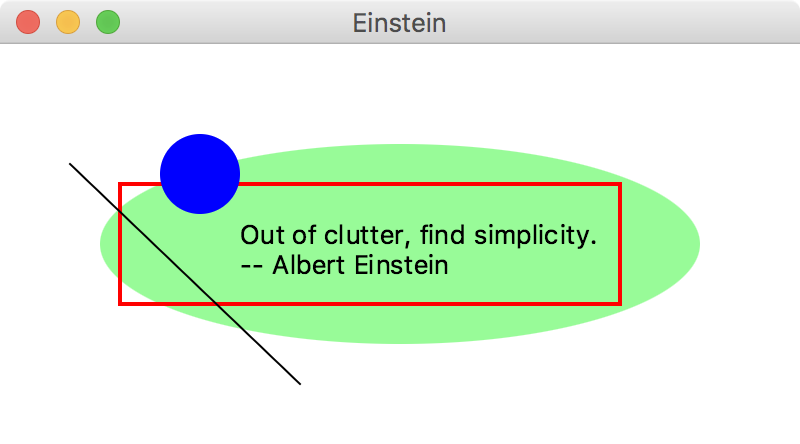 Einstein
Out of clutter, find simplicity.
-- Albert Einstein